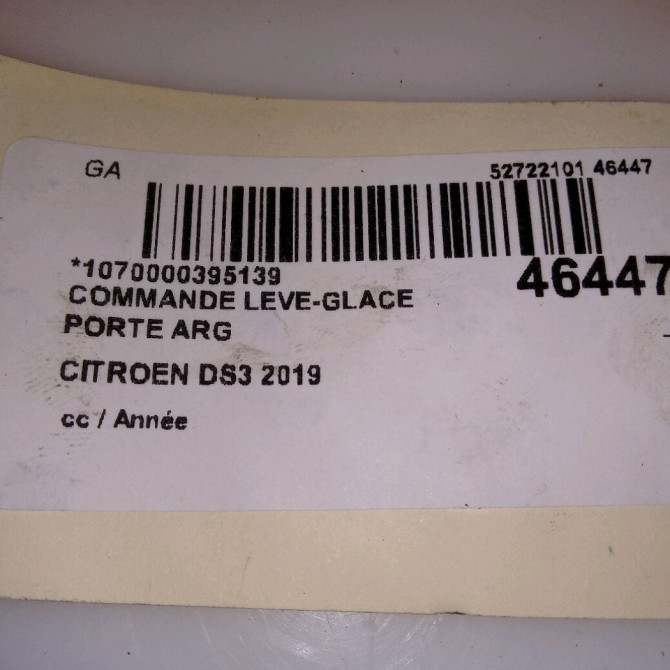 GA
52722101 46447
*1070000395139
46447
COMMANDE LEVE-GLACE
PORTE ARG
CITROEN DS3 2019
cc / Année